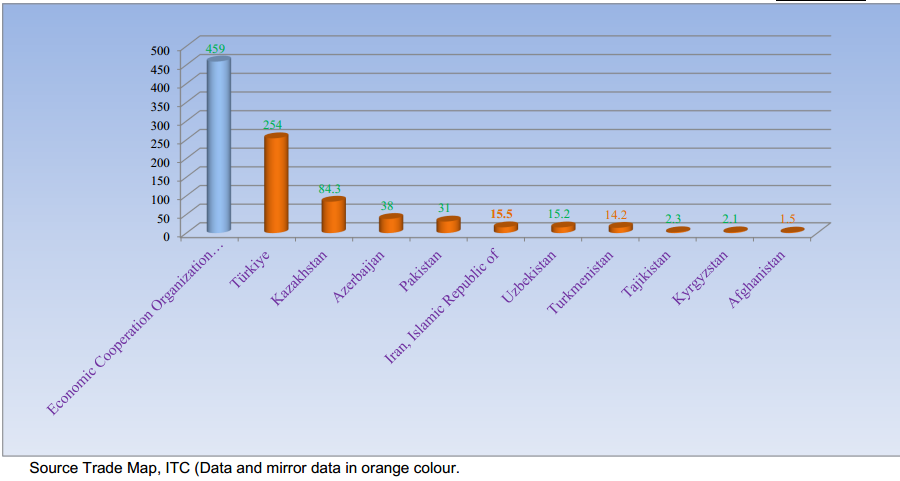 500
450
400
350
300
250
200
150
100
50
0
459
254
84.3
38
31
15.5
15.2
14.2
2.3
2.1
1.5
Economic Cooperation Organization…
Türkiye
Kazakhstan
Azerbaijan
Pakistan
Iran, Islamic Republic of
Uzbekistan
Turkmenistan
Tajikistan
Kyrgyzstan
Afghanistan
Source Trade Map, ITC (Data and mirror data in orange colour.